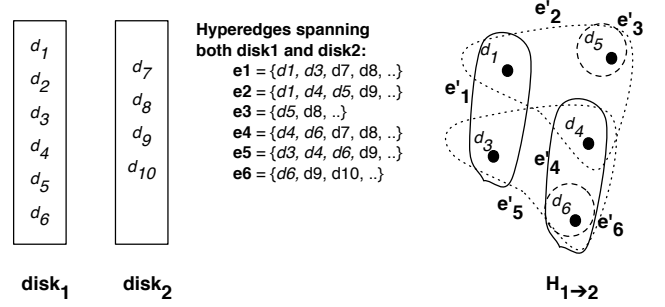 d1
d2
d3
d4
d5
d6
disk1
d7
d8
d9
d10
disk2
Hyperedges spanning
both disk1 and disk2:
e1 = {d1, d3, d7, d8, ..}
e2 = {d1, d4, d5, d9, ..}
e3 = {d5, d8, ..}
e4 = {d4, d6, d7, d8, ..}
e5 = {d3, d4, d6, d9, ..}
e6 = {d6, d9, d10, ..}
e'2
e'3
d1
d5
e'1
d3
d4
e'4
e'5
d6
e'6
H1→2